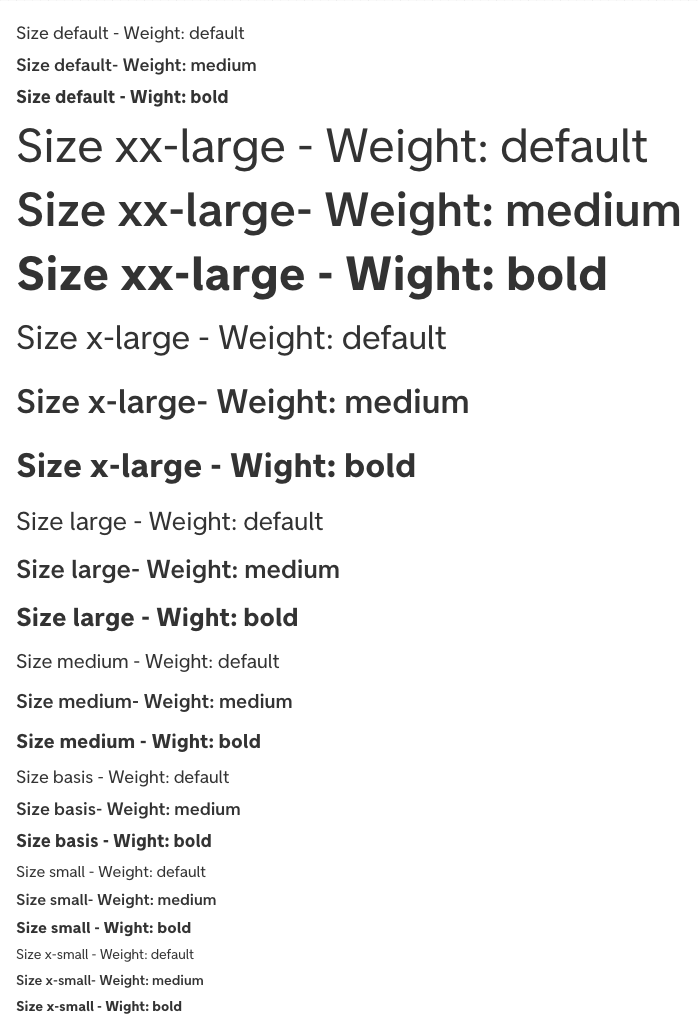 Size default - Weight: default
Size default- Weight: medium
Size default - Wight: bold
Size xx-large - Weight: default
Size xx-large- Weight: medium
Size xx-large - Wight: bold
Size x-large - Weight: default
Size x-large- Weight: medium
Size x-large - Wight: bold
Size large - Weight: default
Size large- Weight: medium
Size large - Wight: bold
Size medium - Weight: default
Size medium- Weight: medium
Size medium - Wight: bold
Size basis - Weight: default
Size basis- Weight: medium
Size basis - Wight: bold
Size small - Weight: default
Size small- Weight: medium
Size small - Wight: bold
Size x-small - Weight: default
Size x-small- Weight: medium
Size x-small - Wight: bold